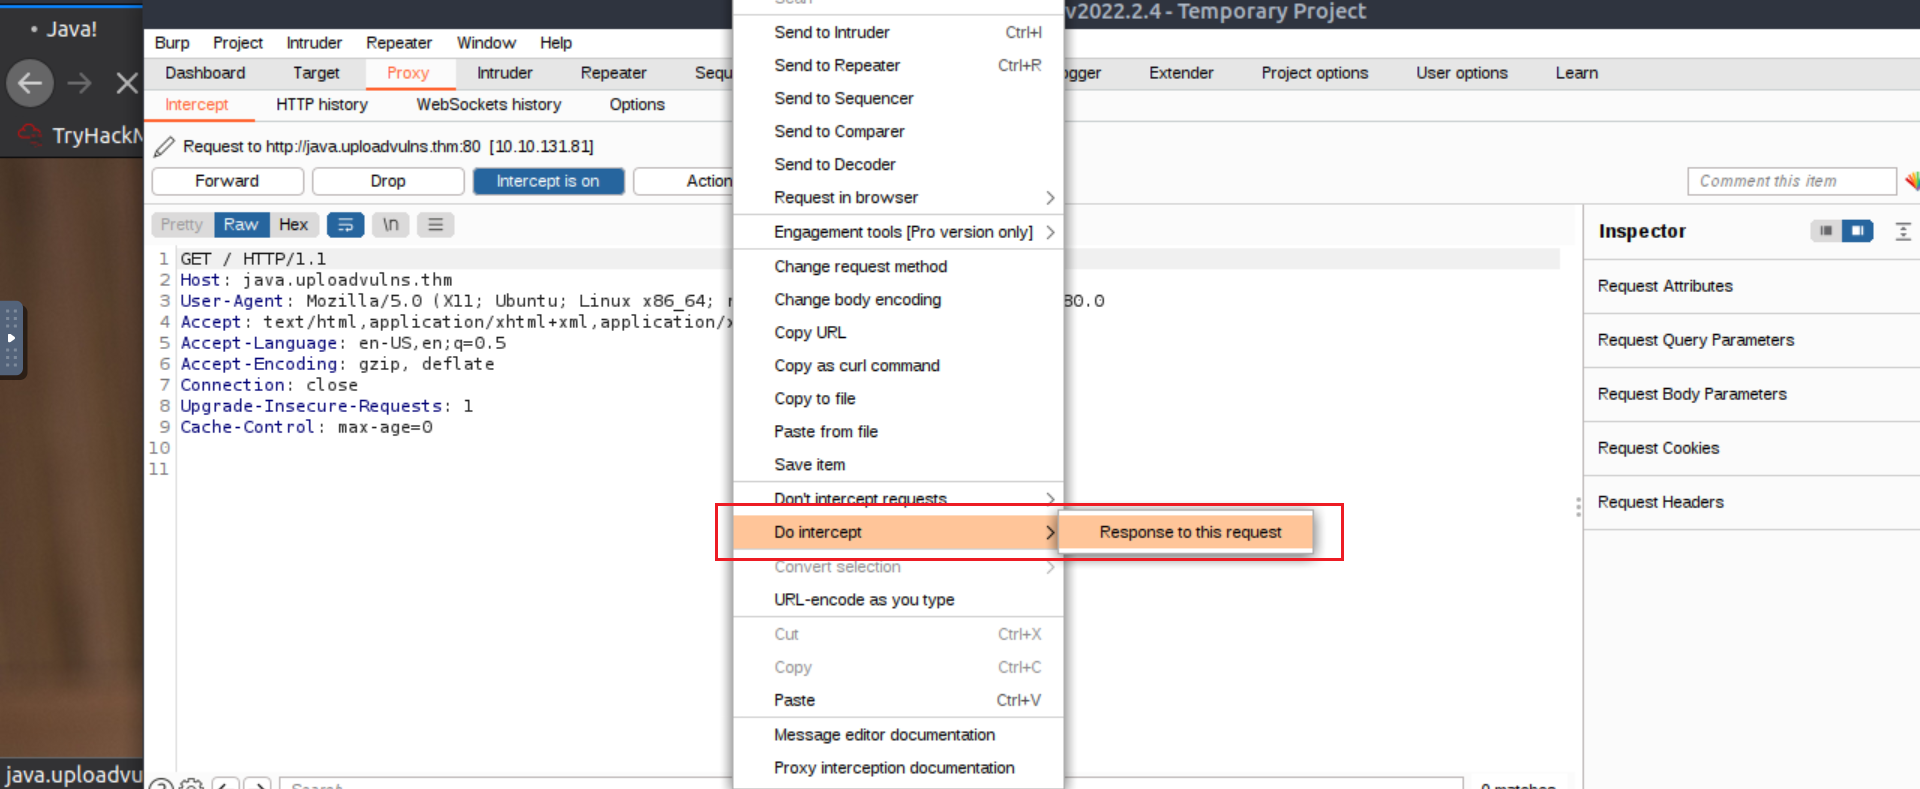 • Java!
v2022.2.4 - Temporary Project
Burp Project Intruder Repeater Window Help
Dashboard Target Proxy Intruder Repeater Sequ ogger Extender Project options User options Learn
Intercept HTTP history WebSockets history Options
TryHackM
Request to http://java.uploadvulns.thm:80 [10.10.131.81]
Forward Drop Intercept is on Action
Comment this item
Pretty Raw Hex \n
1 GET / HTTP/1.1
2 Host: java.uploadvulns.thm
3 User-Agent: Mozilla/5.0 (X11; Ubuntu; Linux x86_64; 80.0
4 Accept: text/html,application/xhtml+xml,application/x
5 Accept-Language: en-US,en;q=0.5
6 Accept-Encoding: gzip, deflate
7 Connection: close
8 Upgrade-Insecure-Requests: 1
9 Cache-Control: max-age=0
10
11
Scan
Send to Intruder Ctrl+I
Send to Repeater Ctrl+R
Send to Sequencer
Send to Comparer
Send to Decoder
Request in browser
Engagement tools [Pro version only]
Change request method
Change body encoding
Copy URL
Copy as curl command
Copy to file
Paste from file
Save item
Don't intercept requests
Do intercept
Response to this request
Convert selection
URL-encode as you type
Cut Ctrl+X
Copy Ctrl+C
Paste Ctrl+V
Message editor documentation
Proxy interception documentation
Inspector
Request Attributes
Request Query Parameters
Request Body Parameters
Request Cookies
Request Headers
java.uploadvu
Search...
0 matches